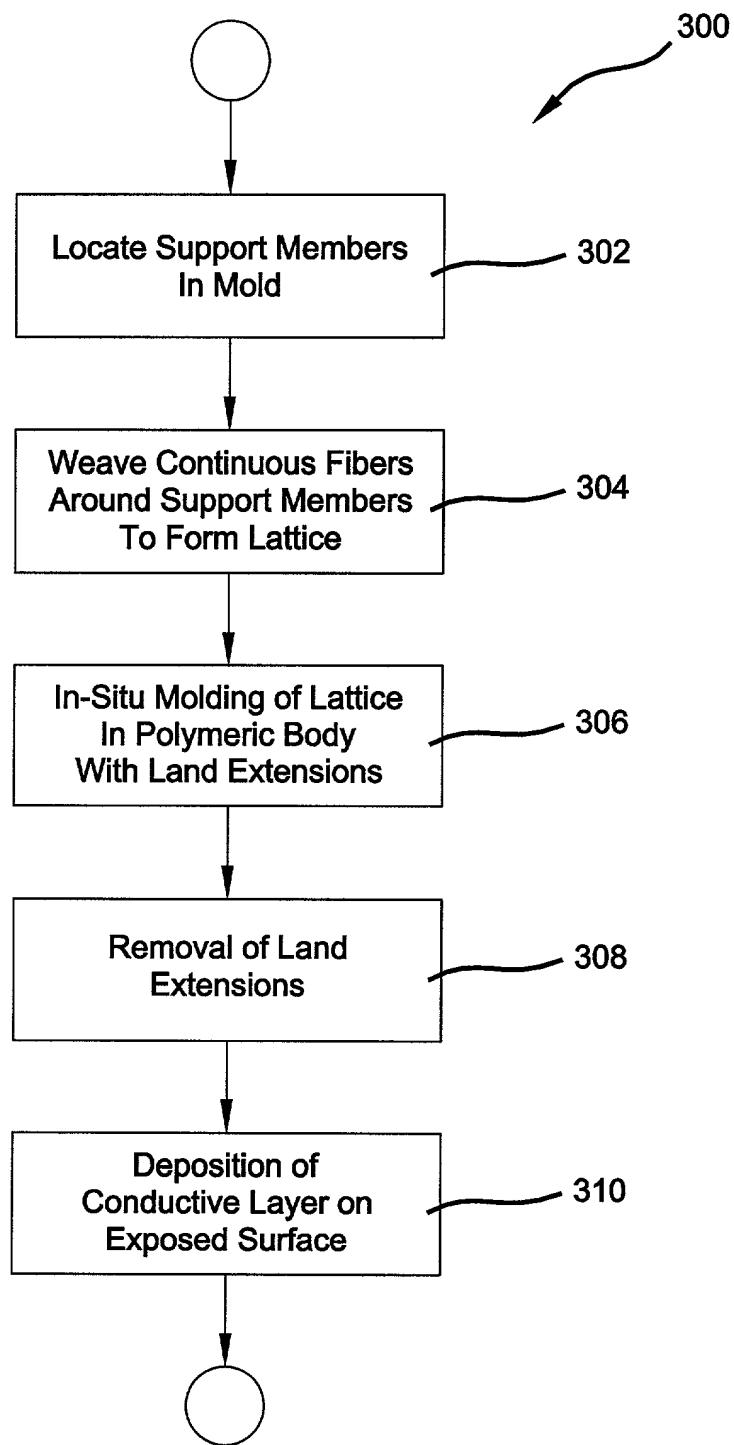 300
Locate Support Members
In Mold
302
Weave Continuous Fibers
Around Support Members
To Form Lattice
304
In-Situ Molding of Lattice
In Polymeric Body
With Land Extensions
306
Removal of Land
Extensions
308
Deposition of
Conductive Layer on
Exposed Surface
310